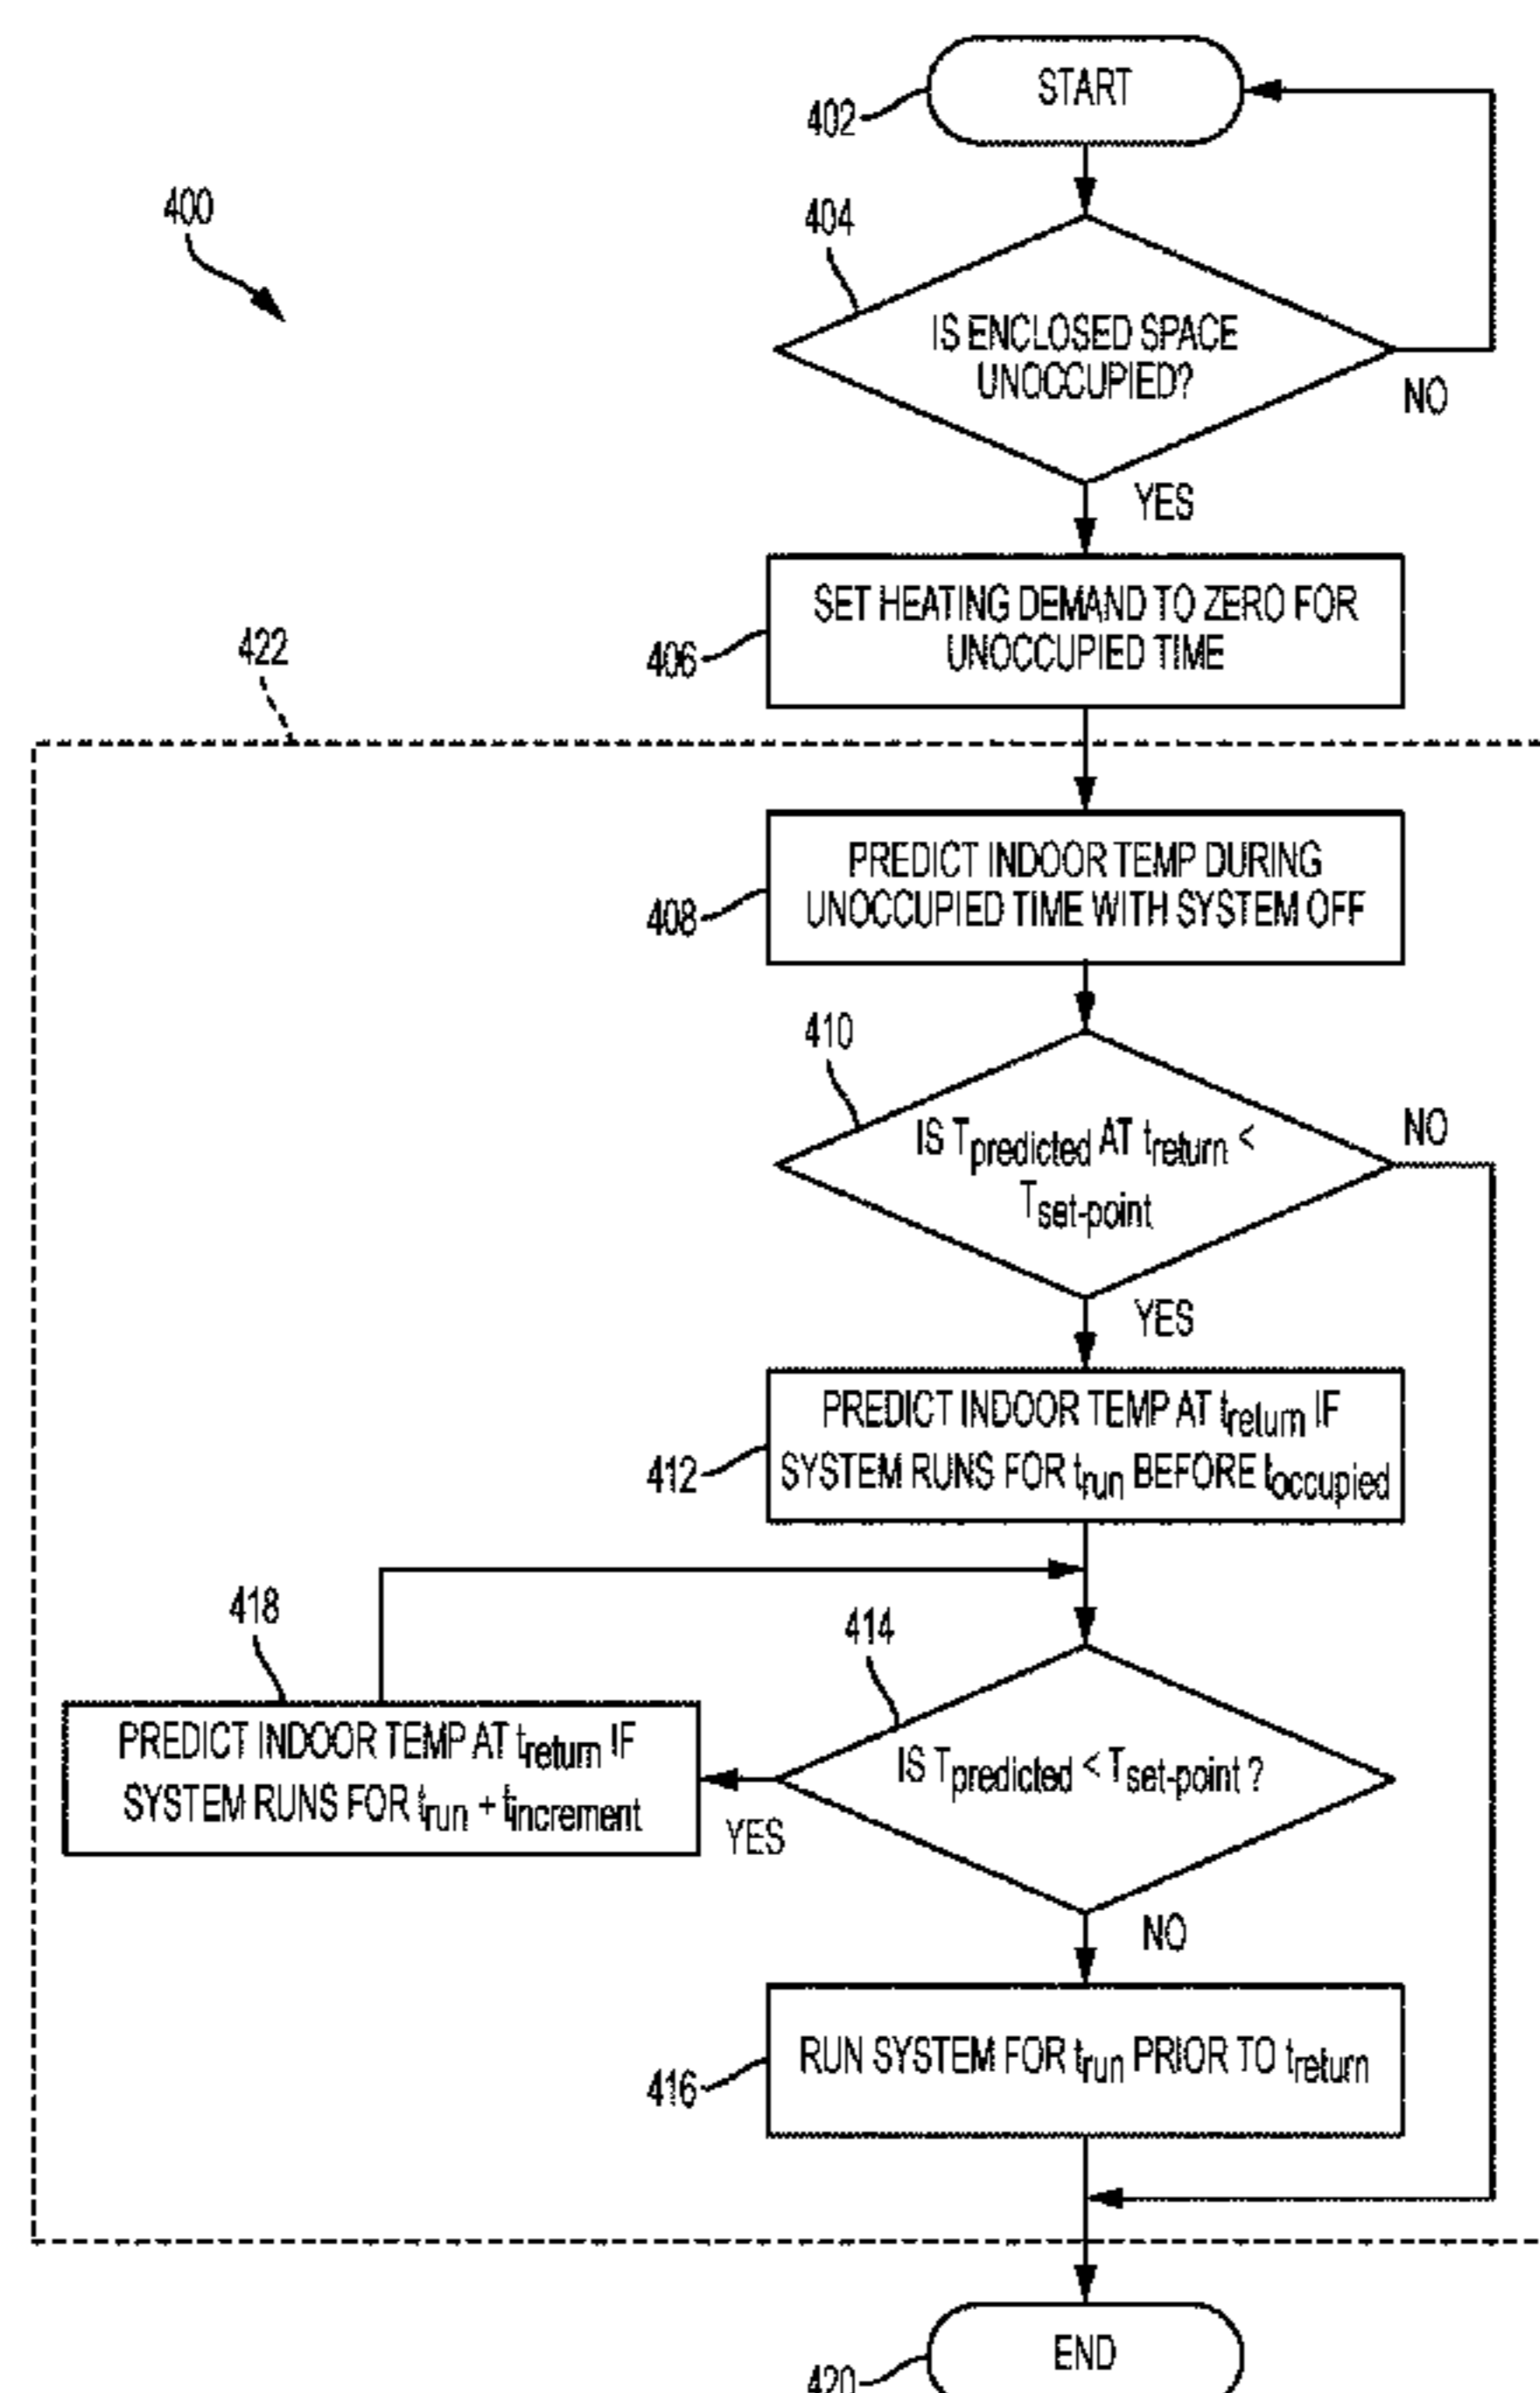 START
402
400
404
IS ENCLOSED SPACE
UNOCCUPIED?
NO
YES
SET HEATING DEMAND TO ZERO FOR
UNOCCUPIED TIME
406
422
PREDICT INDOOR TEMP DURING
UNOCCUPIED TIME WITH SYSTEM OFF
408
410
IS Tpredicted AT treturn <
Tset-point
NO
YES
PREDICT INDOOR TEMP AT treturn IF
SYSTEM RUNS FOR trun BEFORE toccupied
412
418
414
PREDICT INDOOR TEMP AT treturn IF
SYSTEM RUNS FOR trun + tincrement
IS Tpredicted < Tset-point ?
YES
NO
RUN SYSTEM FOR trun PRIOR TO treturn
416
END
420